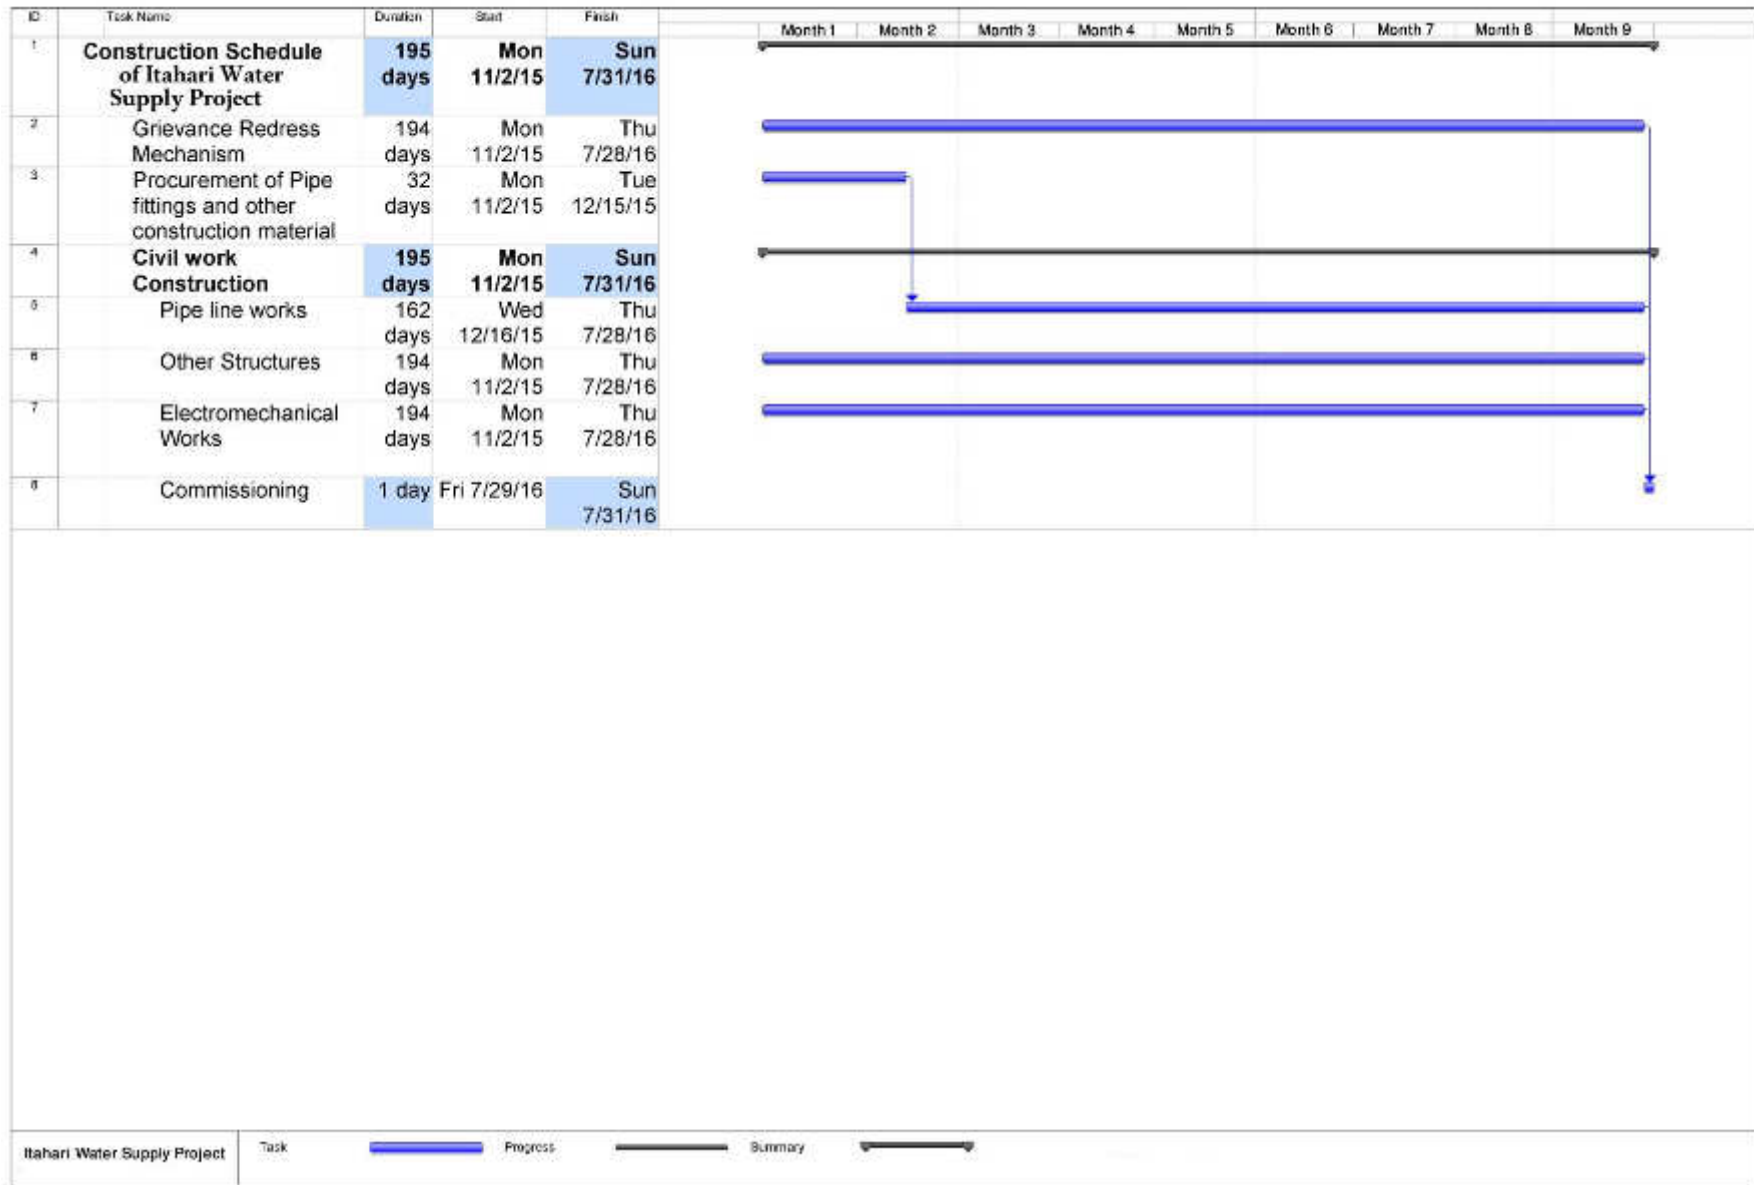 ID Task Name Duration Start Finish
Month 1 Month 2 Month 3 Month 4 Month 5 Month 6 Month 7 Month 8 Month 9
1 Construction Schedule 195 Mon Sun
of Itahari Water days 11/2/15 7/31/16
Supply Project
2 Grievance Redress 194 Mon Thu
Mechanism days 11/2/15 7/28/16
3 Procurement of Pipe 32 Mon Tue
fittings and other days 11/2/15 12/15/15
construction material
4 Civil work 195 Mon Sun
Construction days 11/2/15 7/31/16
5 Pipe line works 162 Wed Thu
days 12/16/15 7/28/16
6 Other Structures 194 Mon Thu
days 11/2/15 7/28/16
7 Electromechanical 194 Mon Thu
Works days 11/2/15 7/28/16
8 Commissioning 1 day Fri 7/29/16 Sun
7/31/16
Itahari Water Supply Project Task Progress Summary